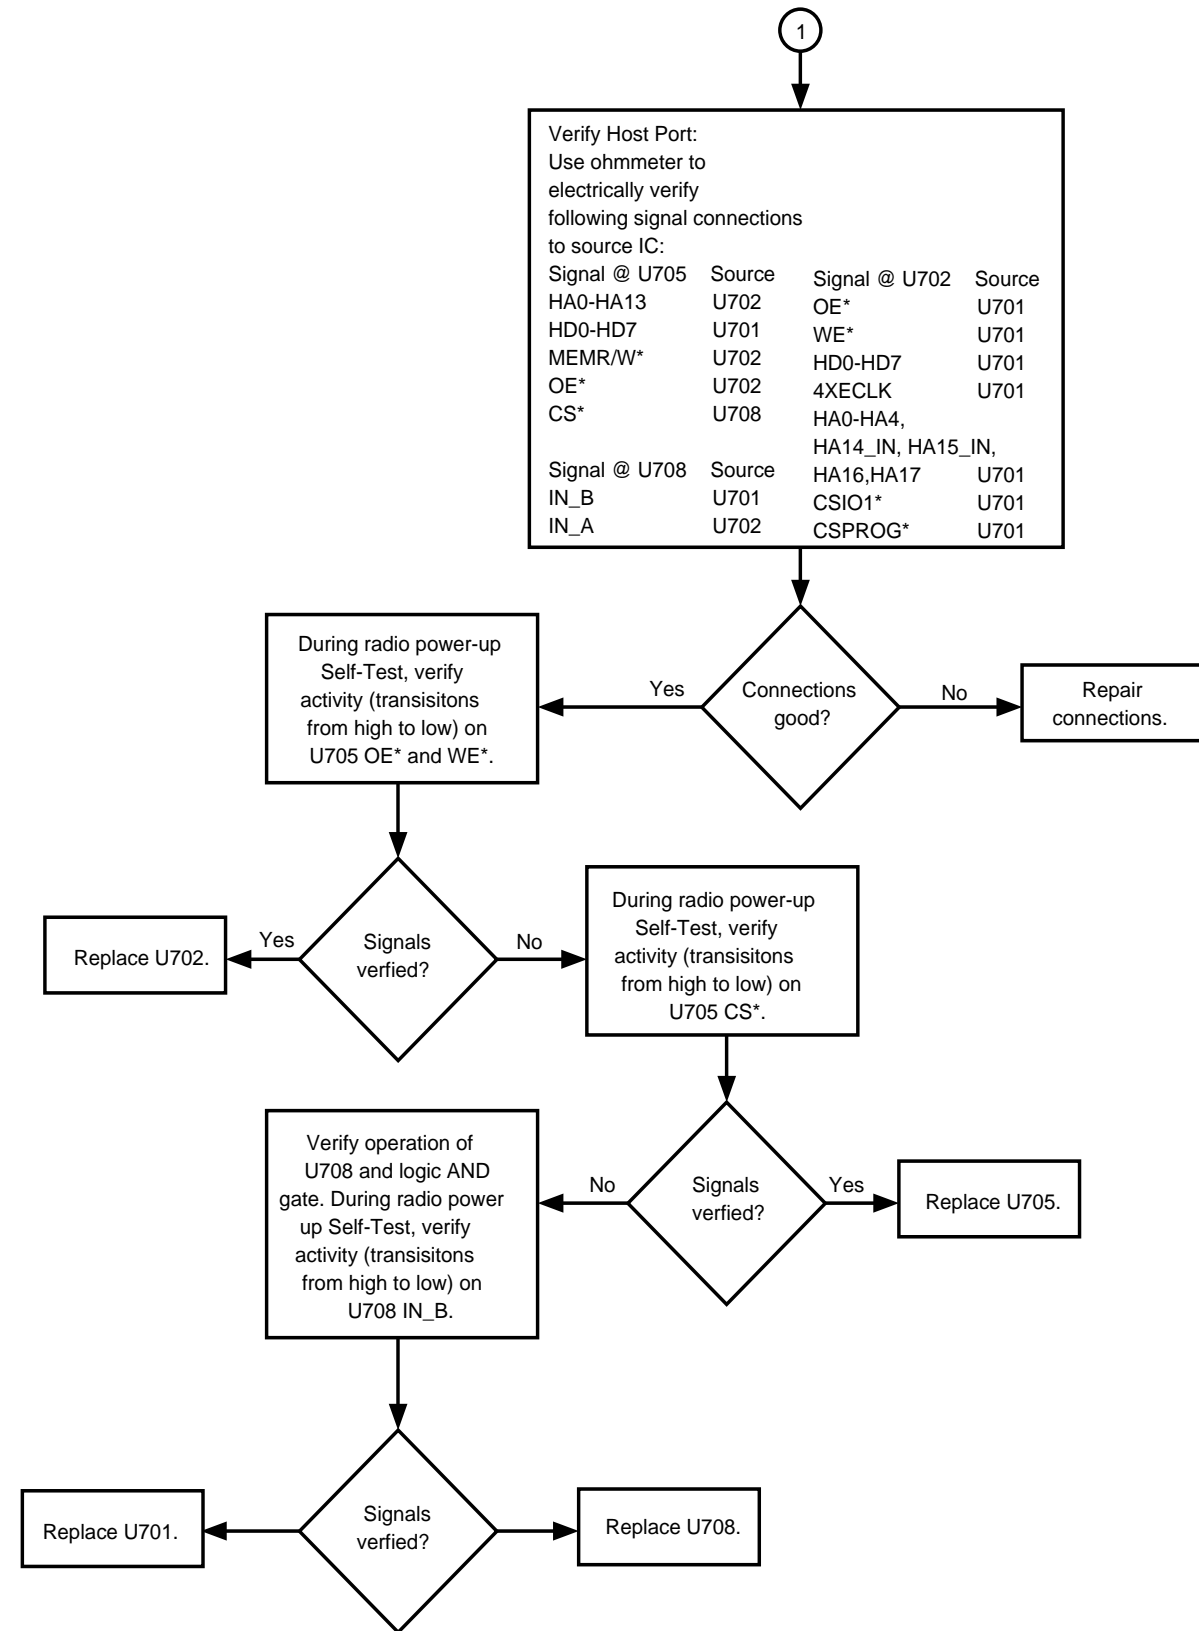 1
Verify Host Port:
Use ohmmeter to
electrically verify
following signal connections
to source IC:
Signal @ U705 Source
HA0-HA13 U702
HD0-HD7 U701
MEMR/W* U702
OE* U702
CS* U708
Signal @ U708 Source
IN_B U701
IN_A U702
Signal @ U702 Source
OE* U701
WE* U701
HD0-HD7 U701
4XECLK U701
HA0-HA4,
HA14_IN, HA15_IN,
HA16,HA17 U701
CSIO1* U701
CSPROG* U701
During radio power-up
Self-Test, verify
activity (transisitons
from high to low) on
U705 OE* and WE*.
Yes
Connections
good?
No
Repair
connections.
Replace U702.
Yes
Signals
verfied?
No
During radio power-up
Self-Test, verify
activity (transisitons
from high to low) on
U705 CS*.
Verify operation of
U708 and logic AND
gate. During radio power
up Self-Test, verify
activity (transisitons
from high to low) on
U708 IN_B.
No
Signals
verfied?
Yes
Replace U705.
Replace U701.
Signals
verfied?
Replace U708.